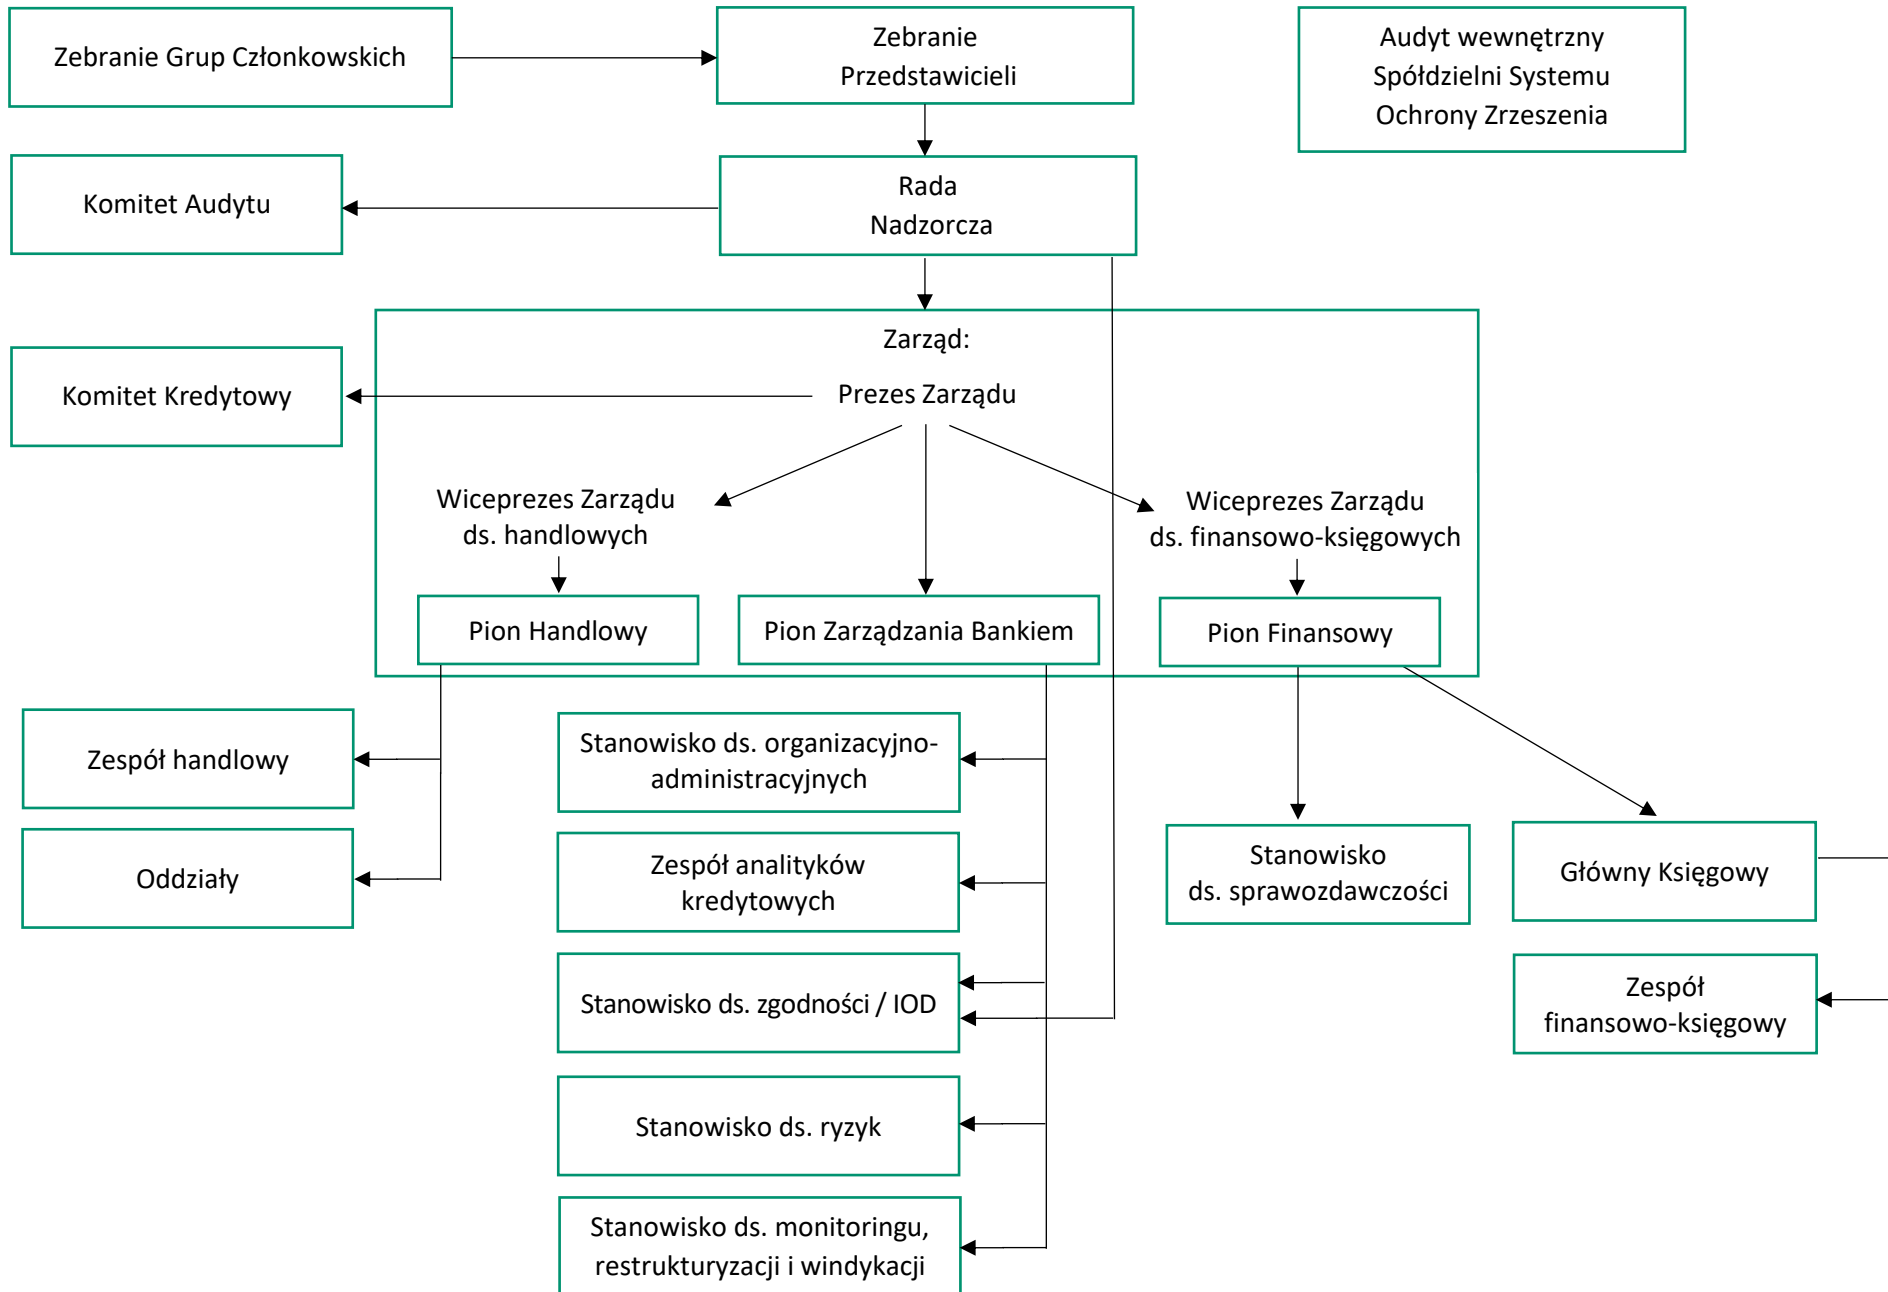 Zebranie Grup Członkowskich
Zebranie
Przedstawicieli
Audyt wewnętrzny
Spółdzielni Systemu
Ochrony Zrzeszenia
Komitet Audytu
Rada
Nadzorcza
Zarząd:
Komitet Kredytowy
Prezes Zarządu
Wiceprezes Zarządu
ds. handlowych
Wiceprezes Zarządu
ds. finansowo-księgowych
Pion Handlowy
Pion Zarządzania Bankiem
Pion Finansowy
Zespół handlowy
Oddziały
Stanowisko ds. organizacyjno-
administracyjnych
Zespół analityków
kredytowych
Stanowisko ds. zgodności / IOD
Stanowisko ds. ryzyk
Stanowisko ds. monitoringu,
restrukturyzacji i windykacji
Stanowisko
ds. sprawozdawczości
Główny Księgowy
Zespół
finansowo-księgowy